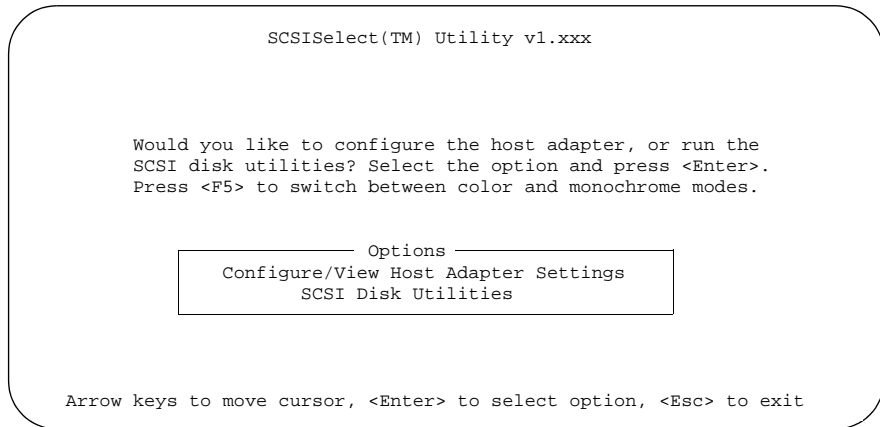 SCSISelect(TM) Utility v1.xxx
Would you like to configure the host adapter, or run the
SCSI disk utilities? Select the option and press <Enter>.
Press <F5> to switch between color and monochrome modes.
Options
Configure/View Host Adapter Settings
SCSI Disk Utilities
Arrow keys to move cursor, <Enter> to select option, <Esc> to exit